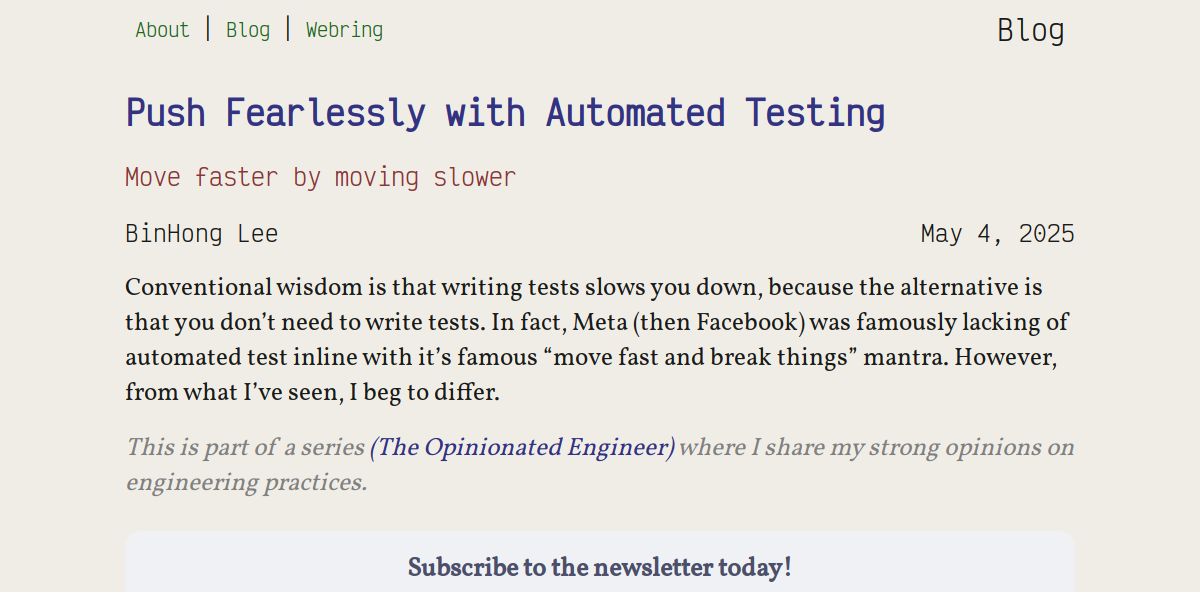 About | Blog | Webring
Blog
Push Fearlessly with Automated Testing
Move faster by moving slower
BinHong Lee
May 4, 2025
Conventional wisdom is that writing tests slows you down, because the alternative is
that you don’t need to write tests. In fact, Meta (then Facebook) was famously lacking of
automated test inline with it’s famous “move fast and break things” mantra. However,
from what I’ve seen, I beg to differ.
This is part of a series (The Opinionated Engineer) where I share my strong opinions on
engineering practices.
Subscribe to the newsletter today!